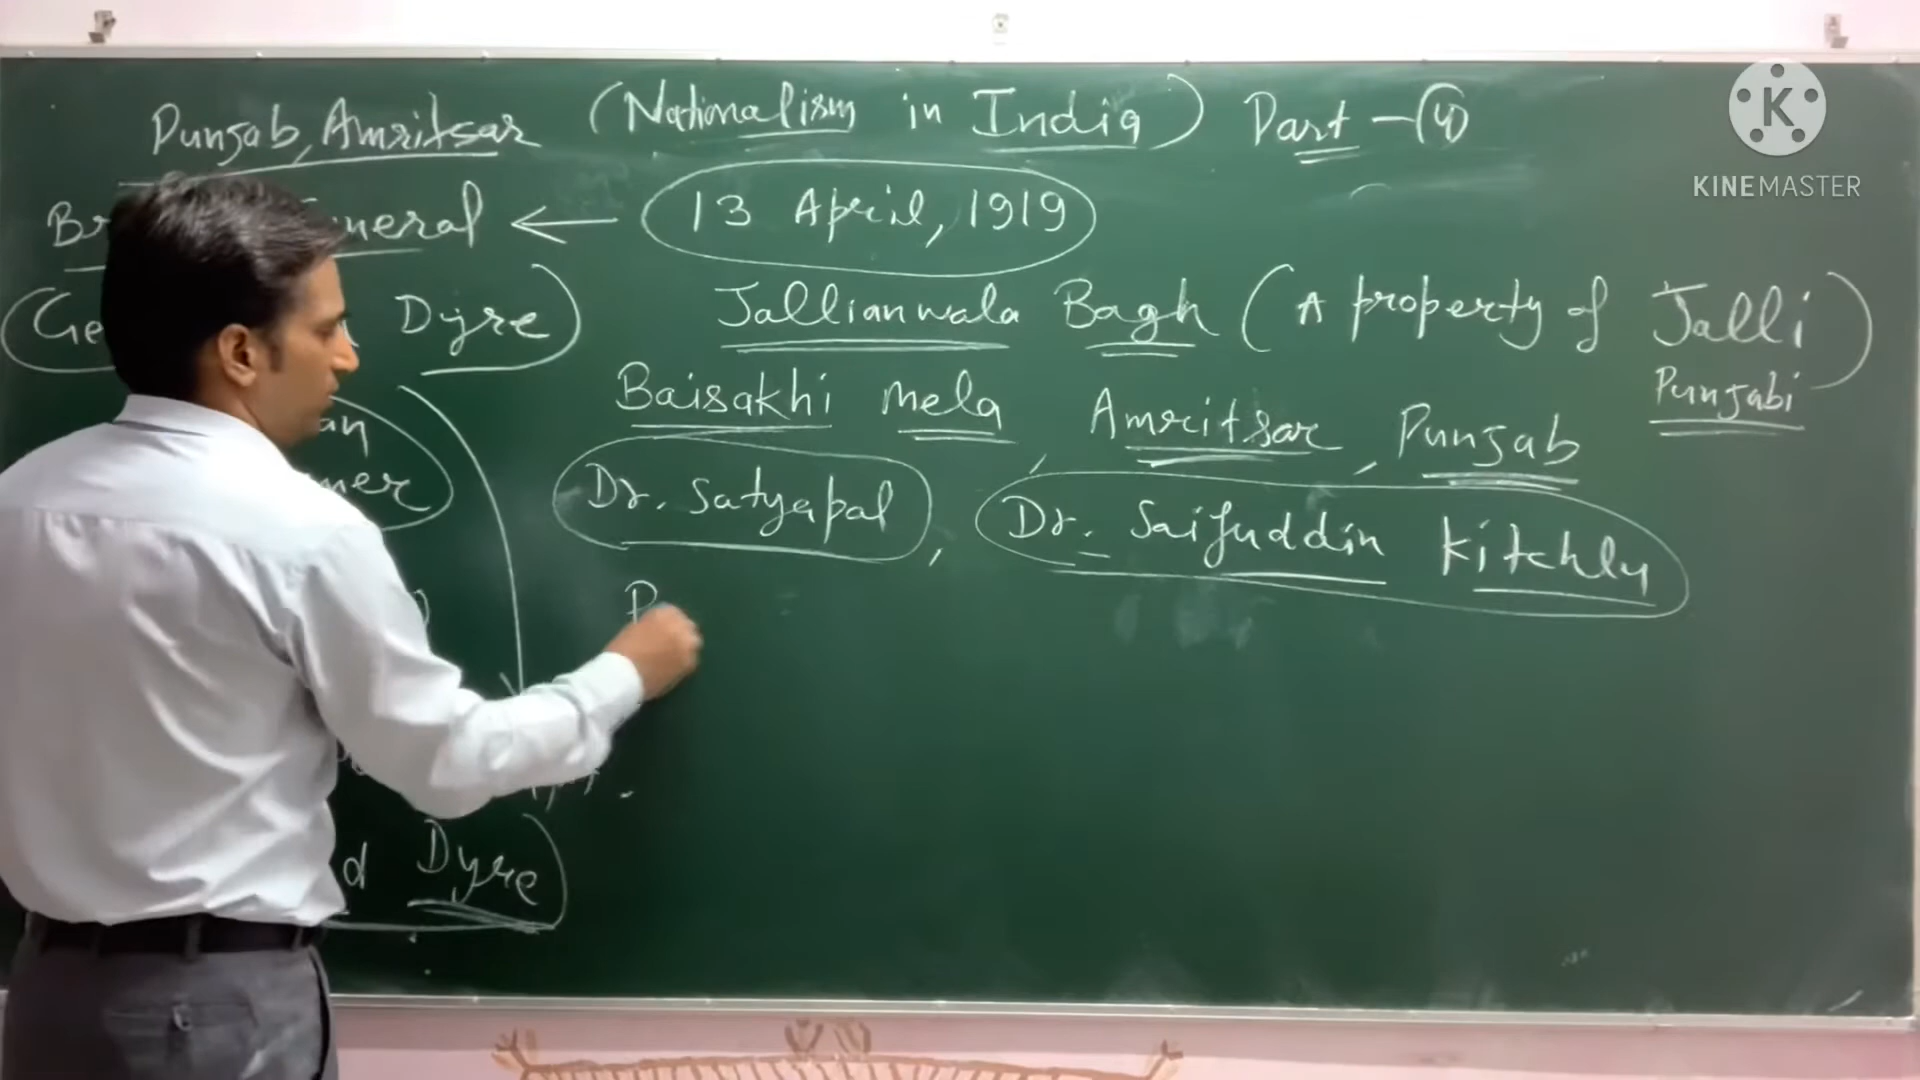 Punjab, Amritsar (Nationalism in India) Part - (4)
General ← 13 April, 1919
Dyre
Jallianwala Bagh (A property of Jalli)
Punjabi
Baisakhi mela, Amritsar, Punjab
Dr. Satyapal, Dr. Saifuddin Kitchly
Dyre
K
KINEMASTER